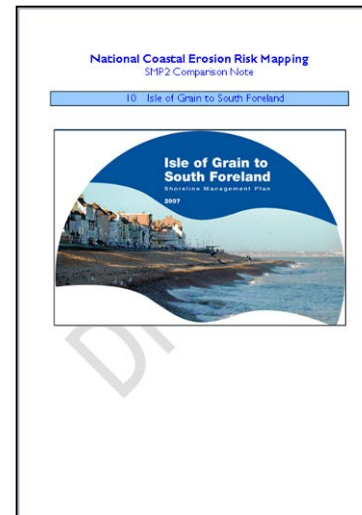 National Coastal Erosion Risk Mapping
SMP2 Comparison Note
10 Isle of Grain to South Foreland
Isle of Grain to
South Foreland
Shoreline Management Plan
2007